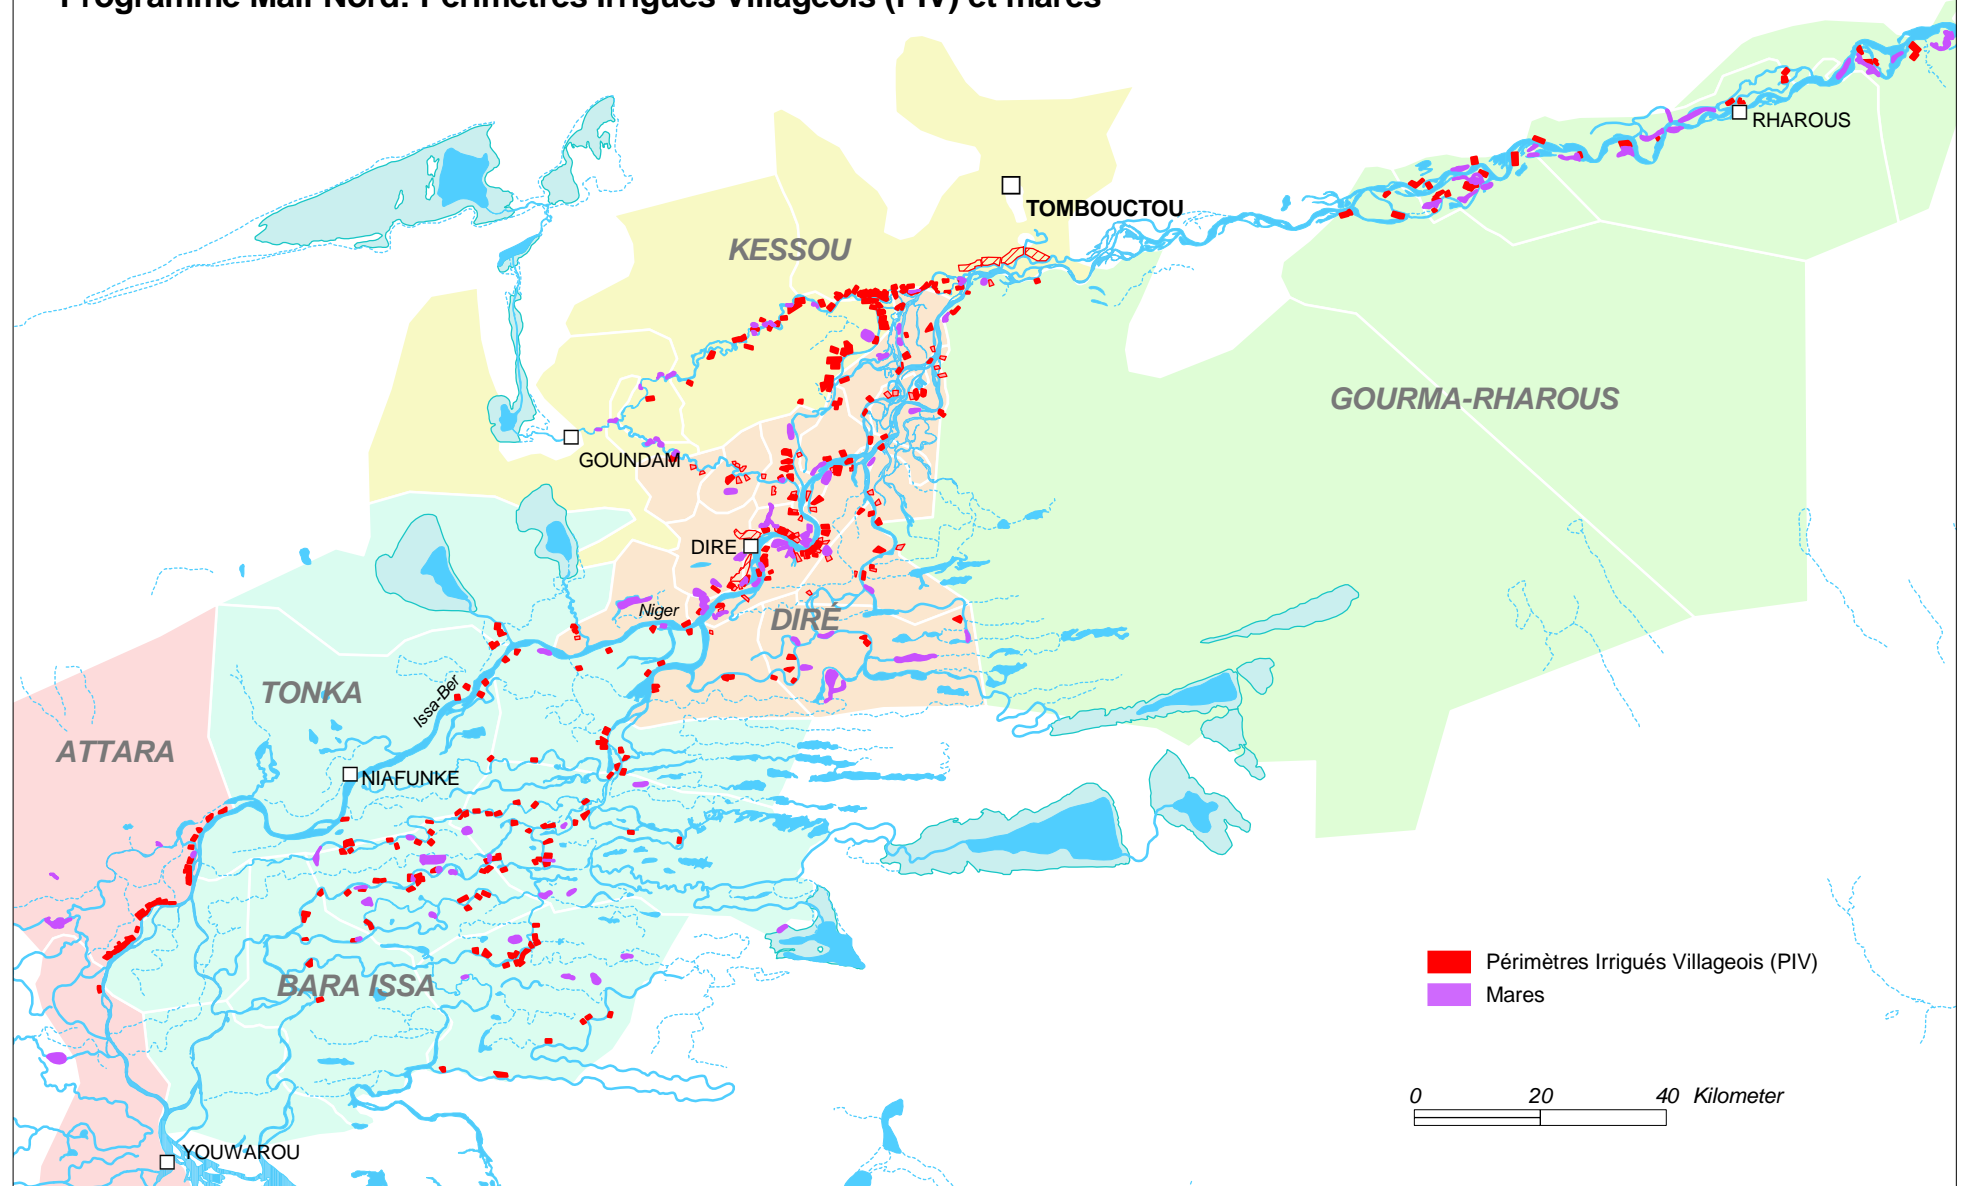 Programme Mali-Nord: Périmètres Irrigués Villageois (PIV) et mares
RHAROUS
TOMBOUCTOU
KESSOU
GOURMA-RHAROUS
GOUNDAM
DIRE
Niger
DIRÉ
TONKA
Issa-Ber
ATTARA
NIAFUNKE
Périmètres Irrigués Villageois (PIV)
BARA ISSA
Mares
0 20 40 Kilometer
YOUWAROU